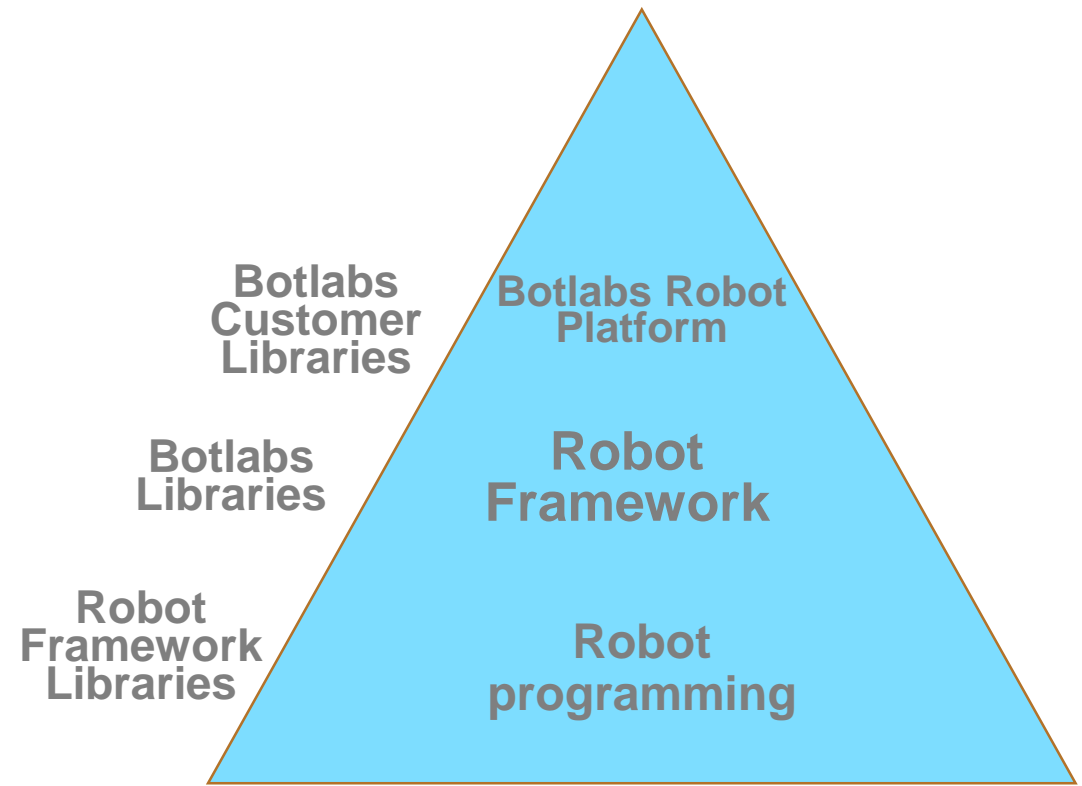 Botlabs
Customer
Libraries
Botlabs Robot
Platform
Botlabs
Libraries
Robot
Framework
Robot
Framework
Libraries
Robot
programming